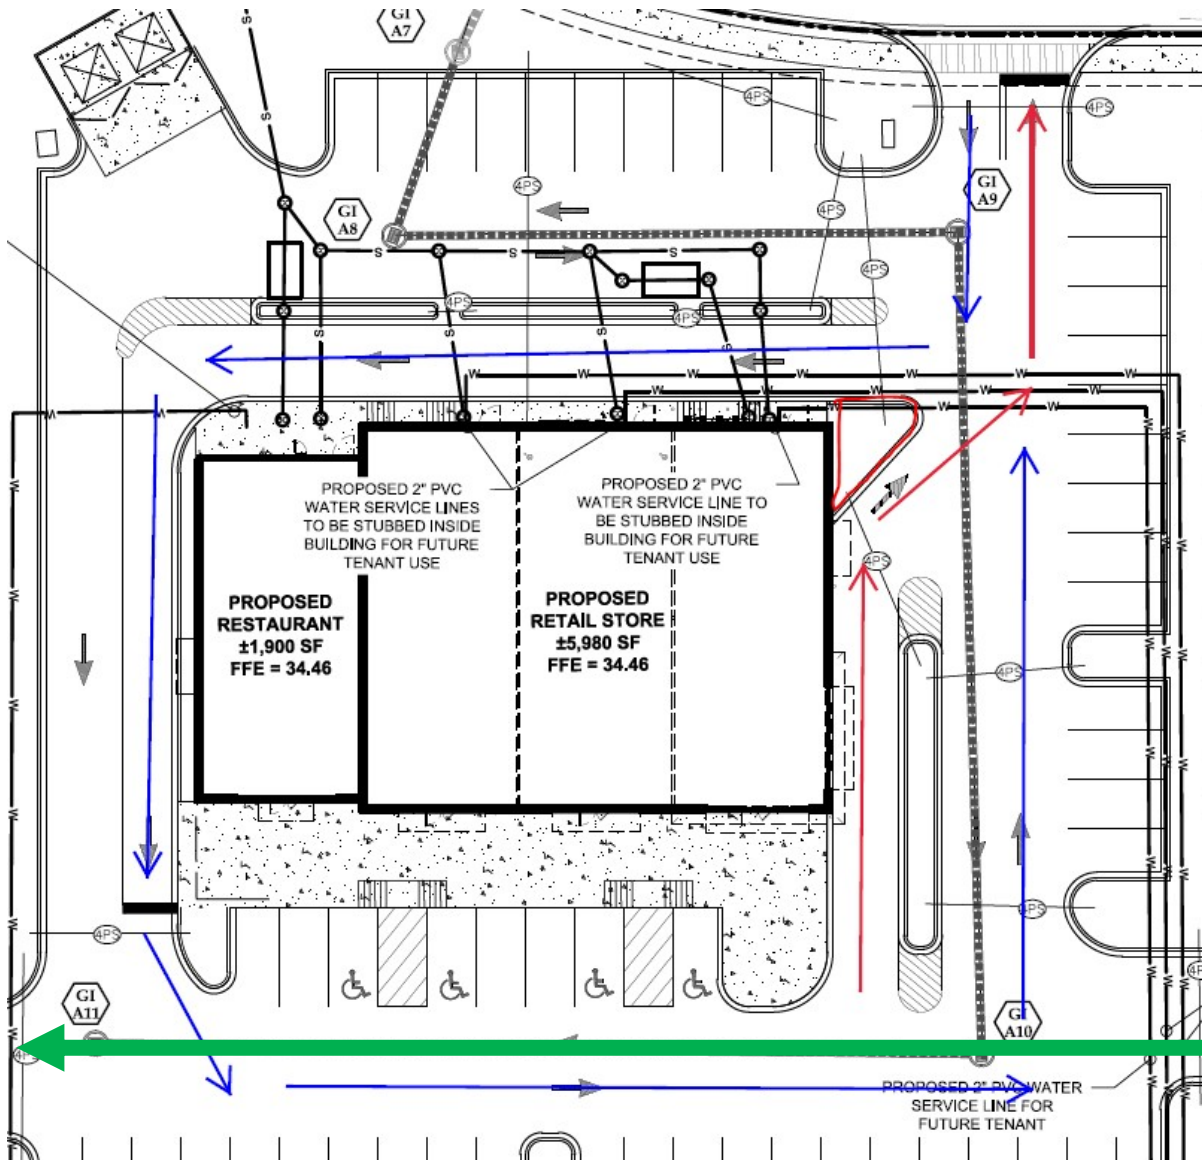 GI
A7
S
4PS
4PS
GI
A9
4PS
GI
A8
4PS
S
S
S
S
4PS
4PS
4PS
S
S
S
S
W
W
W
W
W
W
W
W
W
W
W
W
W
PROPOSED 2" PVC
WATER SERVICE LINES
TO BE STUBBED INSIDE
BUILDING FOR FUTURE
TENANT USE
PROPOSED 2" PVC
WATER SERVICE LINE TO
BE STUBBED INSIDE
BUILDING FOR FUTURE
TENANT USE
4PS
PROPOSED
RESTAURANT
±1,900 SF
FFE = 34.46
PROPOSED
RETAIL STORE
±5,980 SF
FFE = 34.46
4PS
4PS
4PS
GI
A11
A10
4PS
PROPOSED 2" PVC WATER
SERVICE LINE FOR
FUTURE TENANT